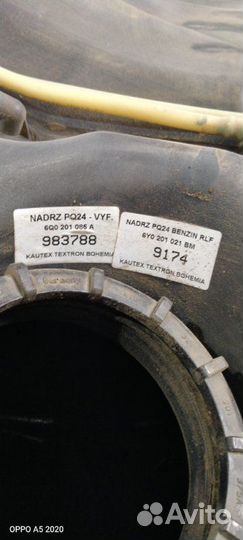 NADRZ PQ24 - VYF.
6Q0 201 085 A
983788
KAUTEX TEXTRON BOHEMIA
NADRZ PQ24 BENZIN RLF
6Y0 201 021 BM
9174
KAUTEX TEXTRON BOHEMIA
OPPO A5 2020
Avito